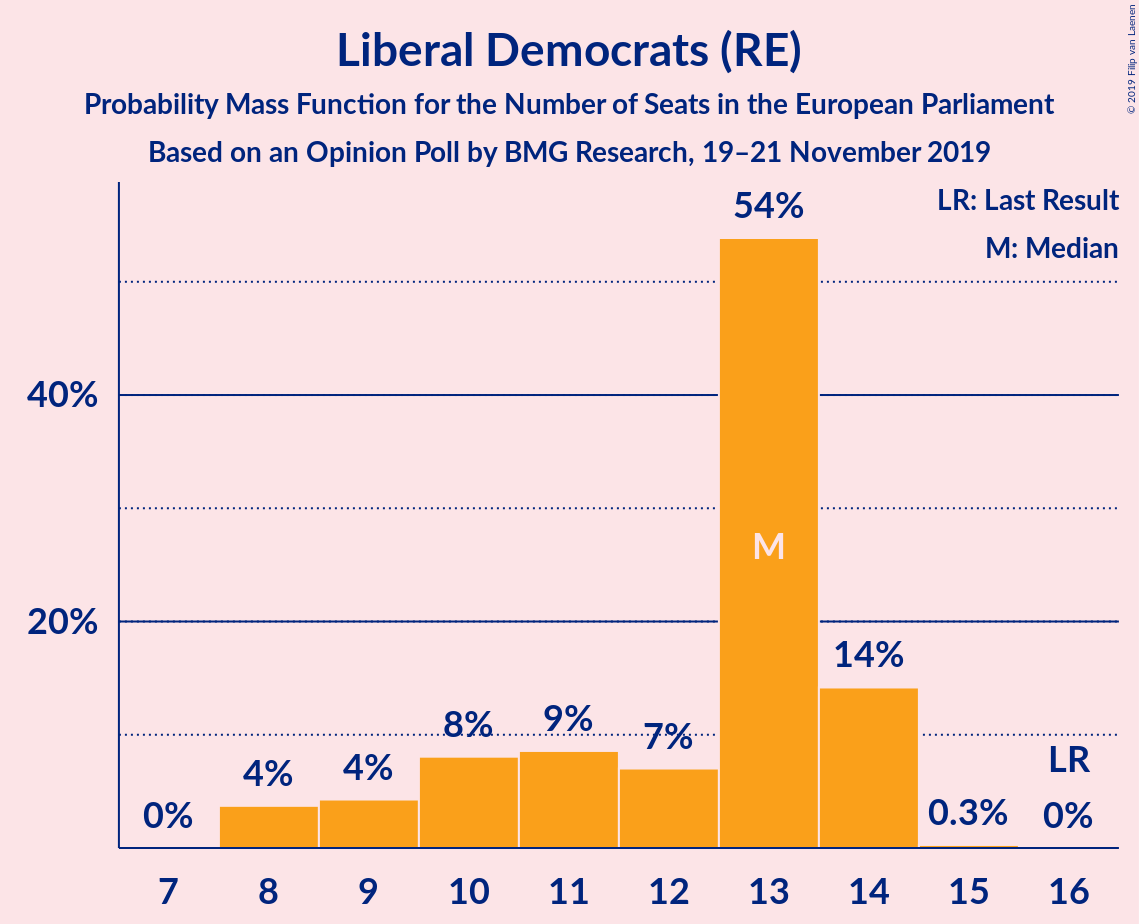 Liberal Democrats (RE)
Probability Mass Function for the Number of Seats in the European Parliament
Based on an Opinion Poll by BMG Research, 19–21 November 2019
© 2019 Filip van Laenen
LR: Last Result
M: Median
40%
20%
0%
4%
4%
8%
9%
7%
54%
M
14%
0.3%
LR
0%
7 8 9 10 11 12 13 14 15 16